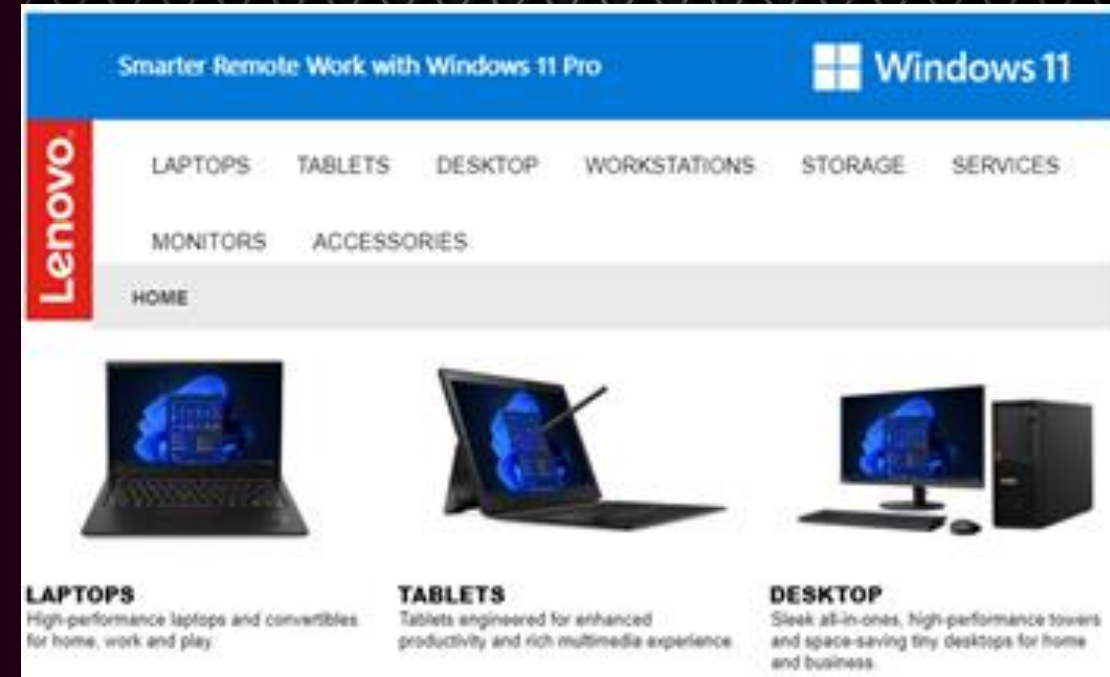 Smarter Remote Work with Windows 11 Pro
Windows 11
Lenovo
LAPTOPS TABLETS DESKTOP WORKSTATIONS STORAGE SERVICES
MONITORS ACCESSORIES
HOME
LAPTOPS
High-performance laptops and convertibles
for home, work and play.
TABLETS
Tablets engineered for enhanced
productivity and rich multimedia experience
DESKTOP
Sleek all-in-ones, high-performance towers
and space-saving tiny desktops for home
and business.